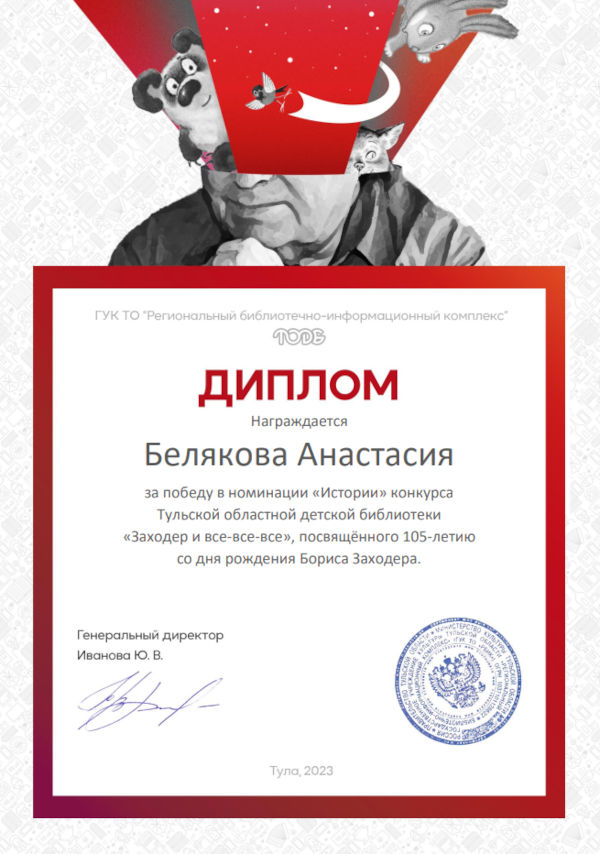 ГУК ТО "Региональный библиотечно-информационный комплекс"
ТОДБ
ДИПЛОМ
Награждается
Белякова Анастасия
за победу в номинации «Истории» конкурса
Тульской областной детской библиотеки
«Заходер и все-все-все», посвящённого 105-летию
со дня рождения Бориса Заходера.
Генеральный директор
Иванова Ю. В.
Тула, 2023